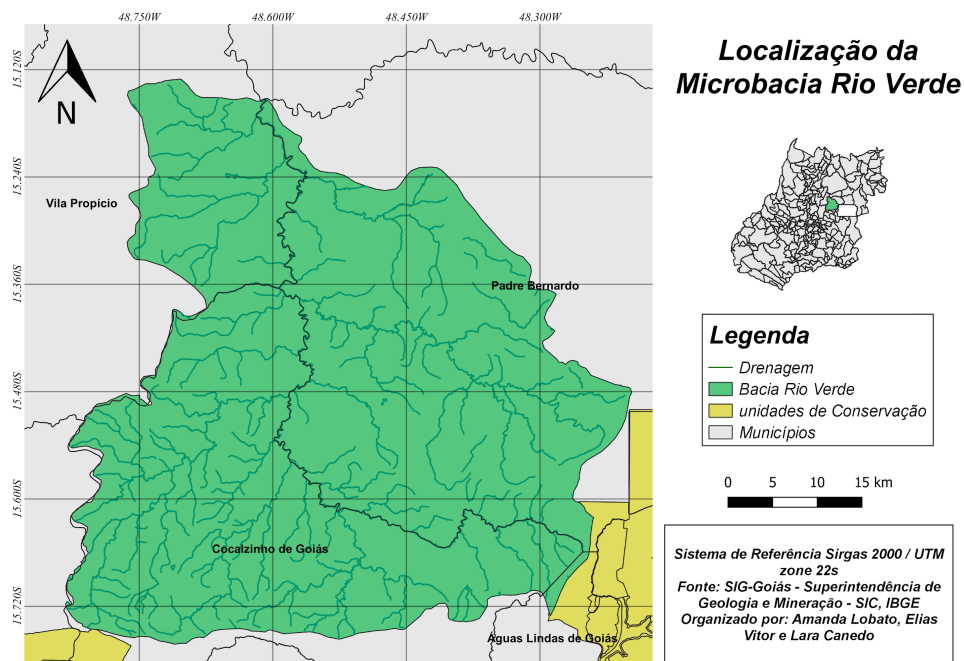 48.750W 48.600W 48.450W 48.300W
Localização da
Microbacia Rio Verde
15.120S
N
15.240S
Vila Propicio
15.360S
Padre Bernardo
Legenda
Drenagem
15.480S
Bacia Rio Verde
unidades de Conservação
Municípios
0 5 10 15 km
15.600S
Cocalzinho de Goiás
Sistema de Referência Sirgas 2000 / UTM
zone 22s
Fonte: SIG-Goiás - Superintendência de
Geologia e Mineração - SIC, IBGE
15.720S
Organizado por: Amanda Lobato, Elias
Vitor e Lara Canedo
Águas Lindas de Goiás